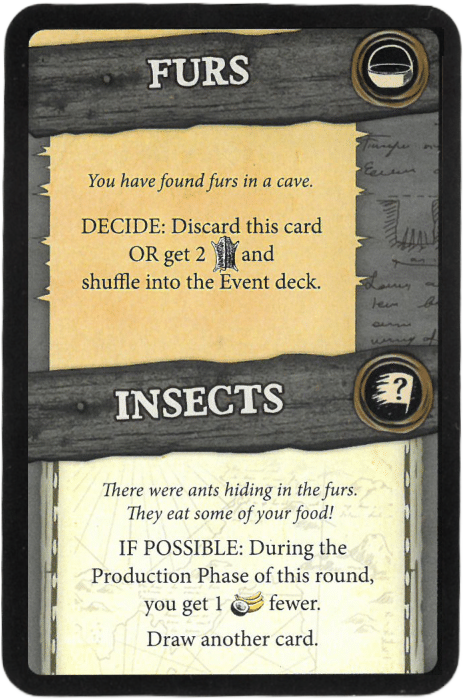 FURS
You have found furs in a cave.
DECIDE: Discard this card
OR get 2 and
shuffle into the Event deck.
INSECTS
?
There were ants hiding in the furs.
They eat some of your food!
IF POSSIBLE: During the
Production Phase of this round,
you get 1 fewer.
Draw another card.